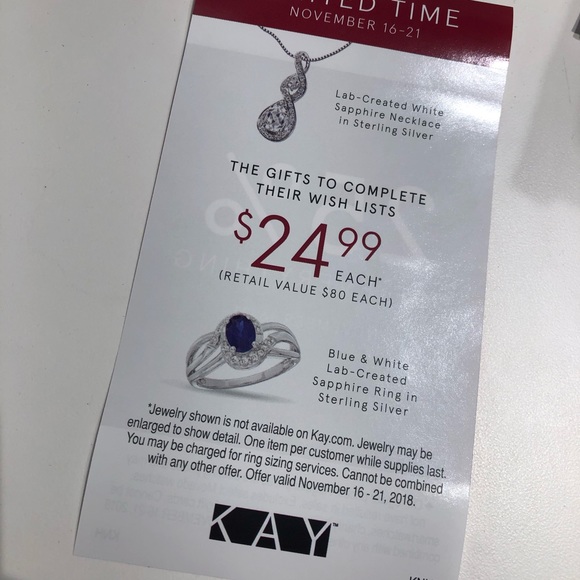 TIME
NOVEMBER 16-21
Lab-Created White
Sapphire Necklace
in Sterling Silver
THE GIFTS TO COMPLETE
THEIR WISH LISTS
$24.99
EACH*
(RETAIL VALUE $80 EACH)
Blue & White
Lab-Created
Sapphire Ring in
Sterling Silver
*Jewelry shown is not available on Kay.com. Jewelry may be
enlarged to show detail. One item per customer while supplies last.
You may be charged for ring sizing services. Cannot be combined
with any other offer. Offer valid November 16 - 21, 2018.
KAY™